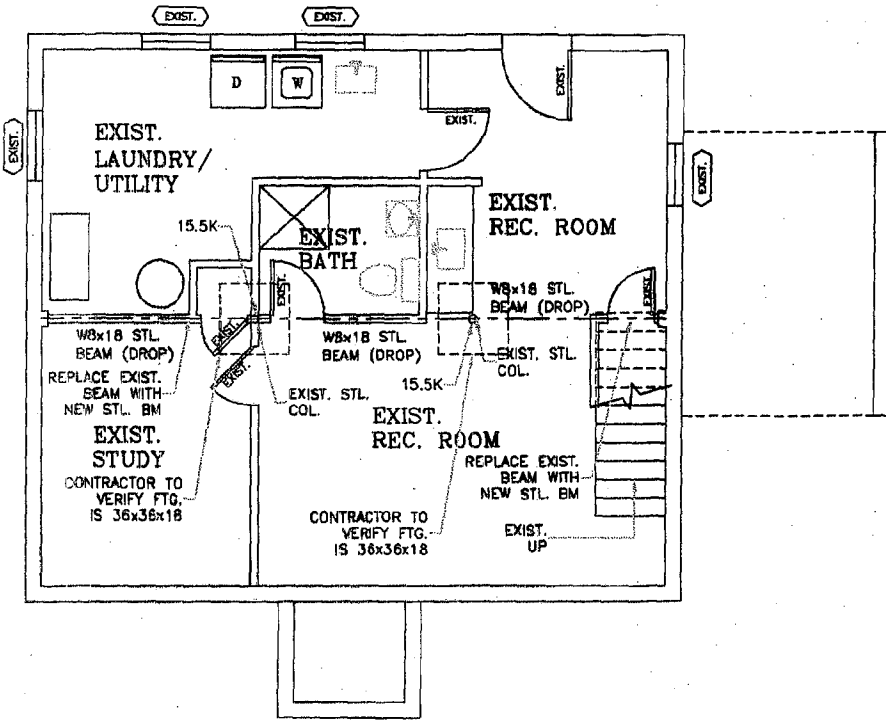 EXIST.
EXIST.
D
W
EXIST.
EXIST.
EXIST.
EXIST.
LAUNDRY/
UTILITY
EXIST.
EXIST.
REC. ROOM
15.5K
EXIST.
BATH
EXIST.
EXIST.
W8x18 STL.
BEAM (DROP)
W8x18 STL.
BEAM (DROP)
W8x18 STL.
BEAM (DROP)
EXIST.
EXIST.
REPLACE EXIST.
BEAM WITH
NEW STL. BM
EXIST. STL.
COL.
15.5K
EXIST. STL.
COL.
EXIST.
STUDY
EXIST.
REC. ROOM
REPLACE EXIST.
BEAM WITH
NEW STL. BM
CONTRACTOR TO
VERIFY FTG.
IS 36x36x18
CONTRACTOR TO
VERIFY FTG.
IS 36x36x18
EXIST.
UP